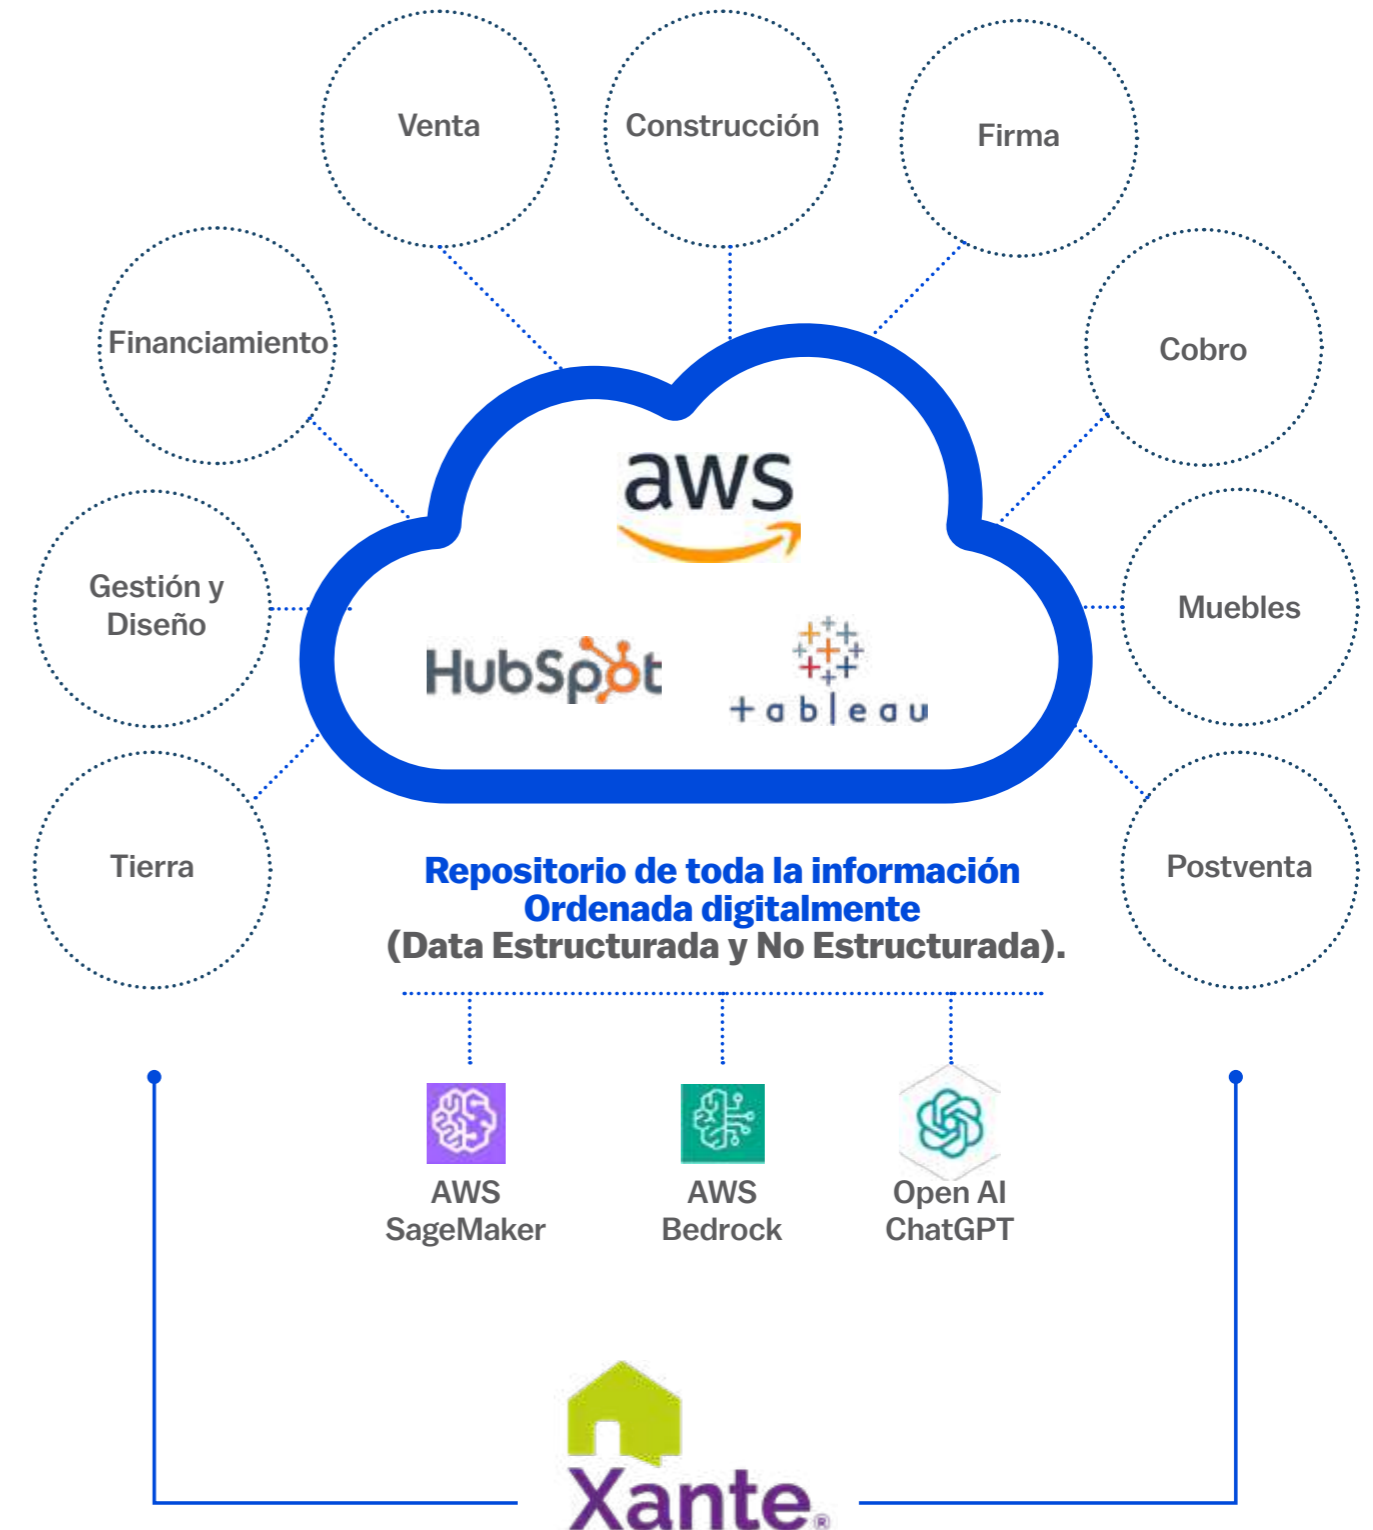 Venta
Construcción
Firma
Financiamiento
Cobro
aws
Gestión y
Diseño
Muebles
HubSpot
+ableau
Tierra
Postventa
Repositorio de toda la información
Ordenada digitalmente
(Data Estructurada y No Estructurada).
AWS
SageMaker
AWS
Bedrock
Open AI
ChatGPT
Xante®